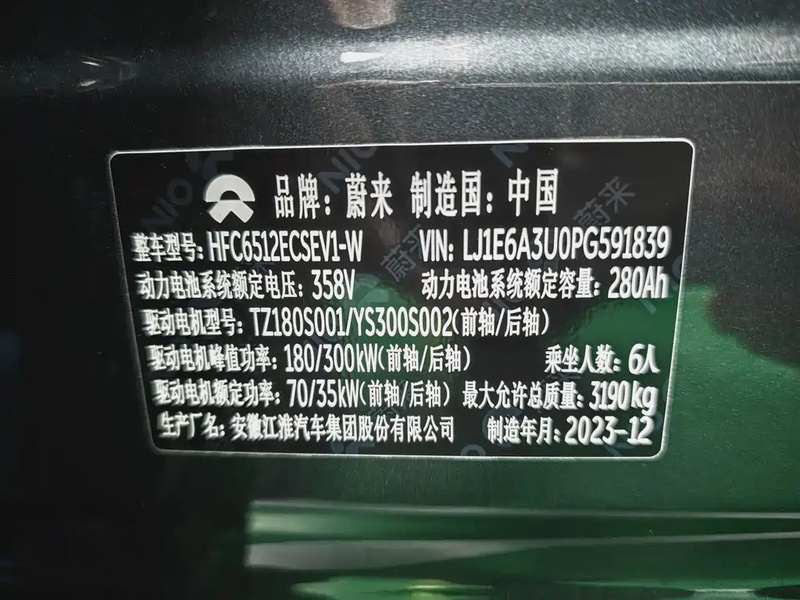 品牌：蔚来 制造国：中国
整车型号：HFC6512ECSEV1-W VIN: LJ1E6A3U0PG591839
动力电池系统额定电压：358V 动力电池系统额定容量：280Ah
驱动电机型号：TZ180S001/YS300S002(前轴/后轴)
驱动电机峰值功率：180/300kW(前轴/后轴) 乘坐人数：6人
驱动电机额定功率：70/35kW(前轴/后轴) 最大允许总质量：3190kg
生产厂名：安徽江淮汽车集团股份有限公司 制造年月：2023-12
NIO 蔚来